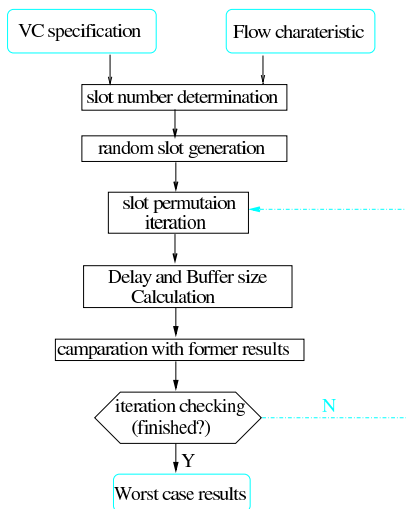 VC specification
Flow charateristic
slot number determination
random slot generation
slot permutaion
iteration
Delay and Buffer size
Calculation
camparation with former results
iteration checking
(finished?)
N
Y
Worst case results